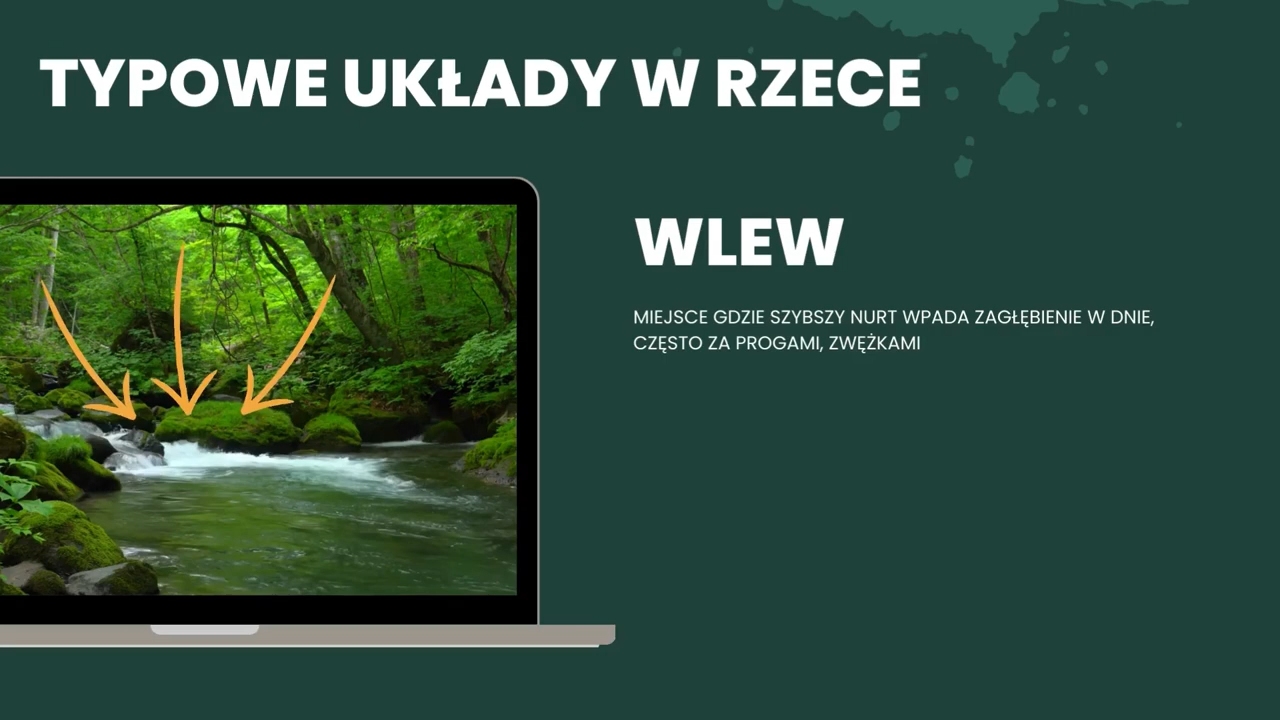 TYPOWE UKŁADY W RZECE
WLEW
MIEJSCE GDZIE SZYBSZY NURT WPADA ZAGŁĘBIENIE W DNIE,
CZĘSTO ZA PROGAMI, ZWĘŻKAMI